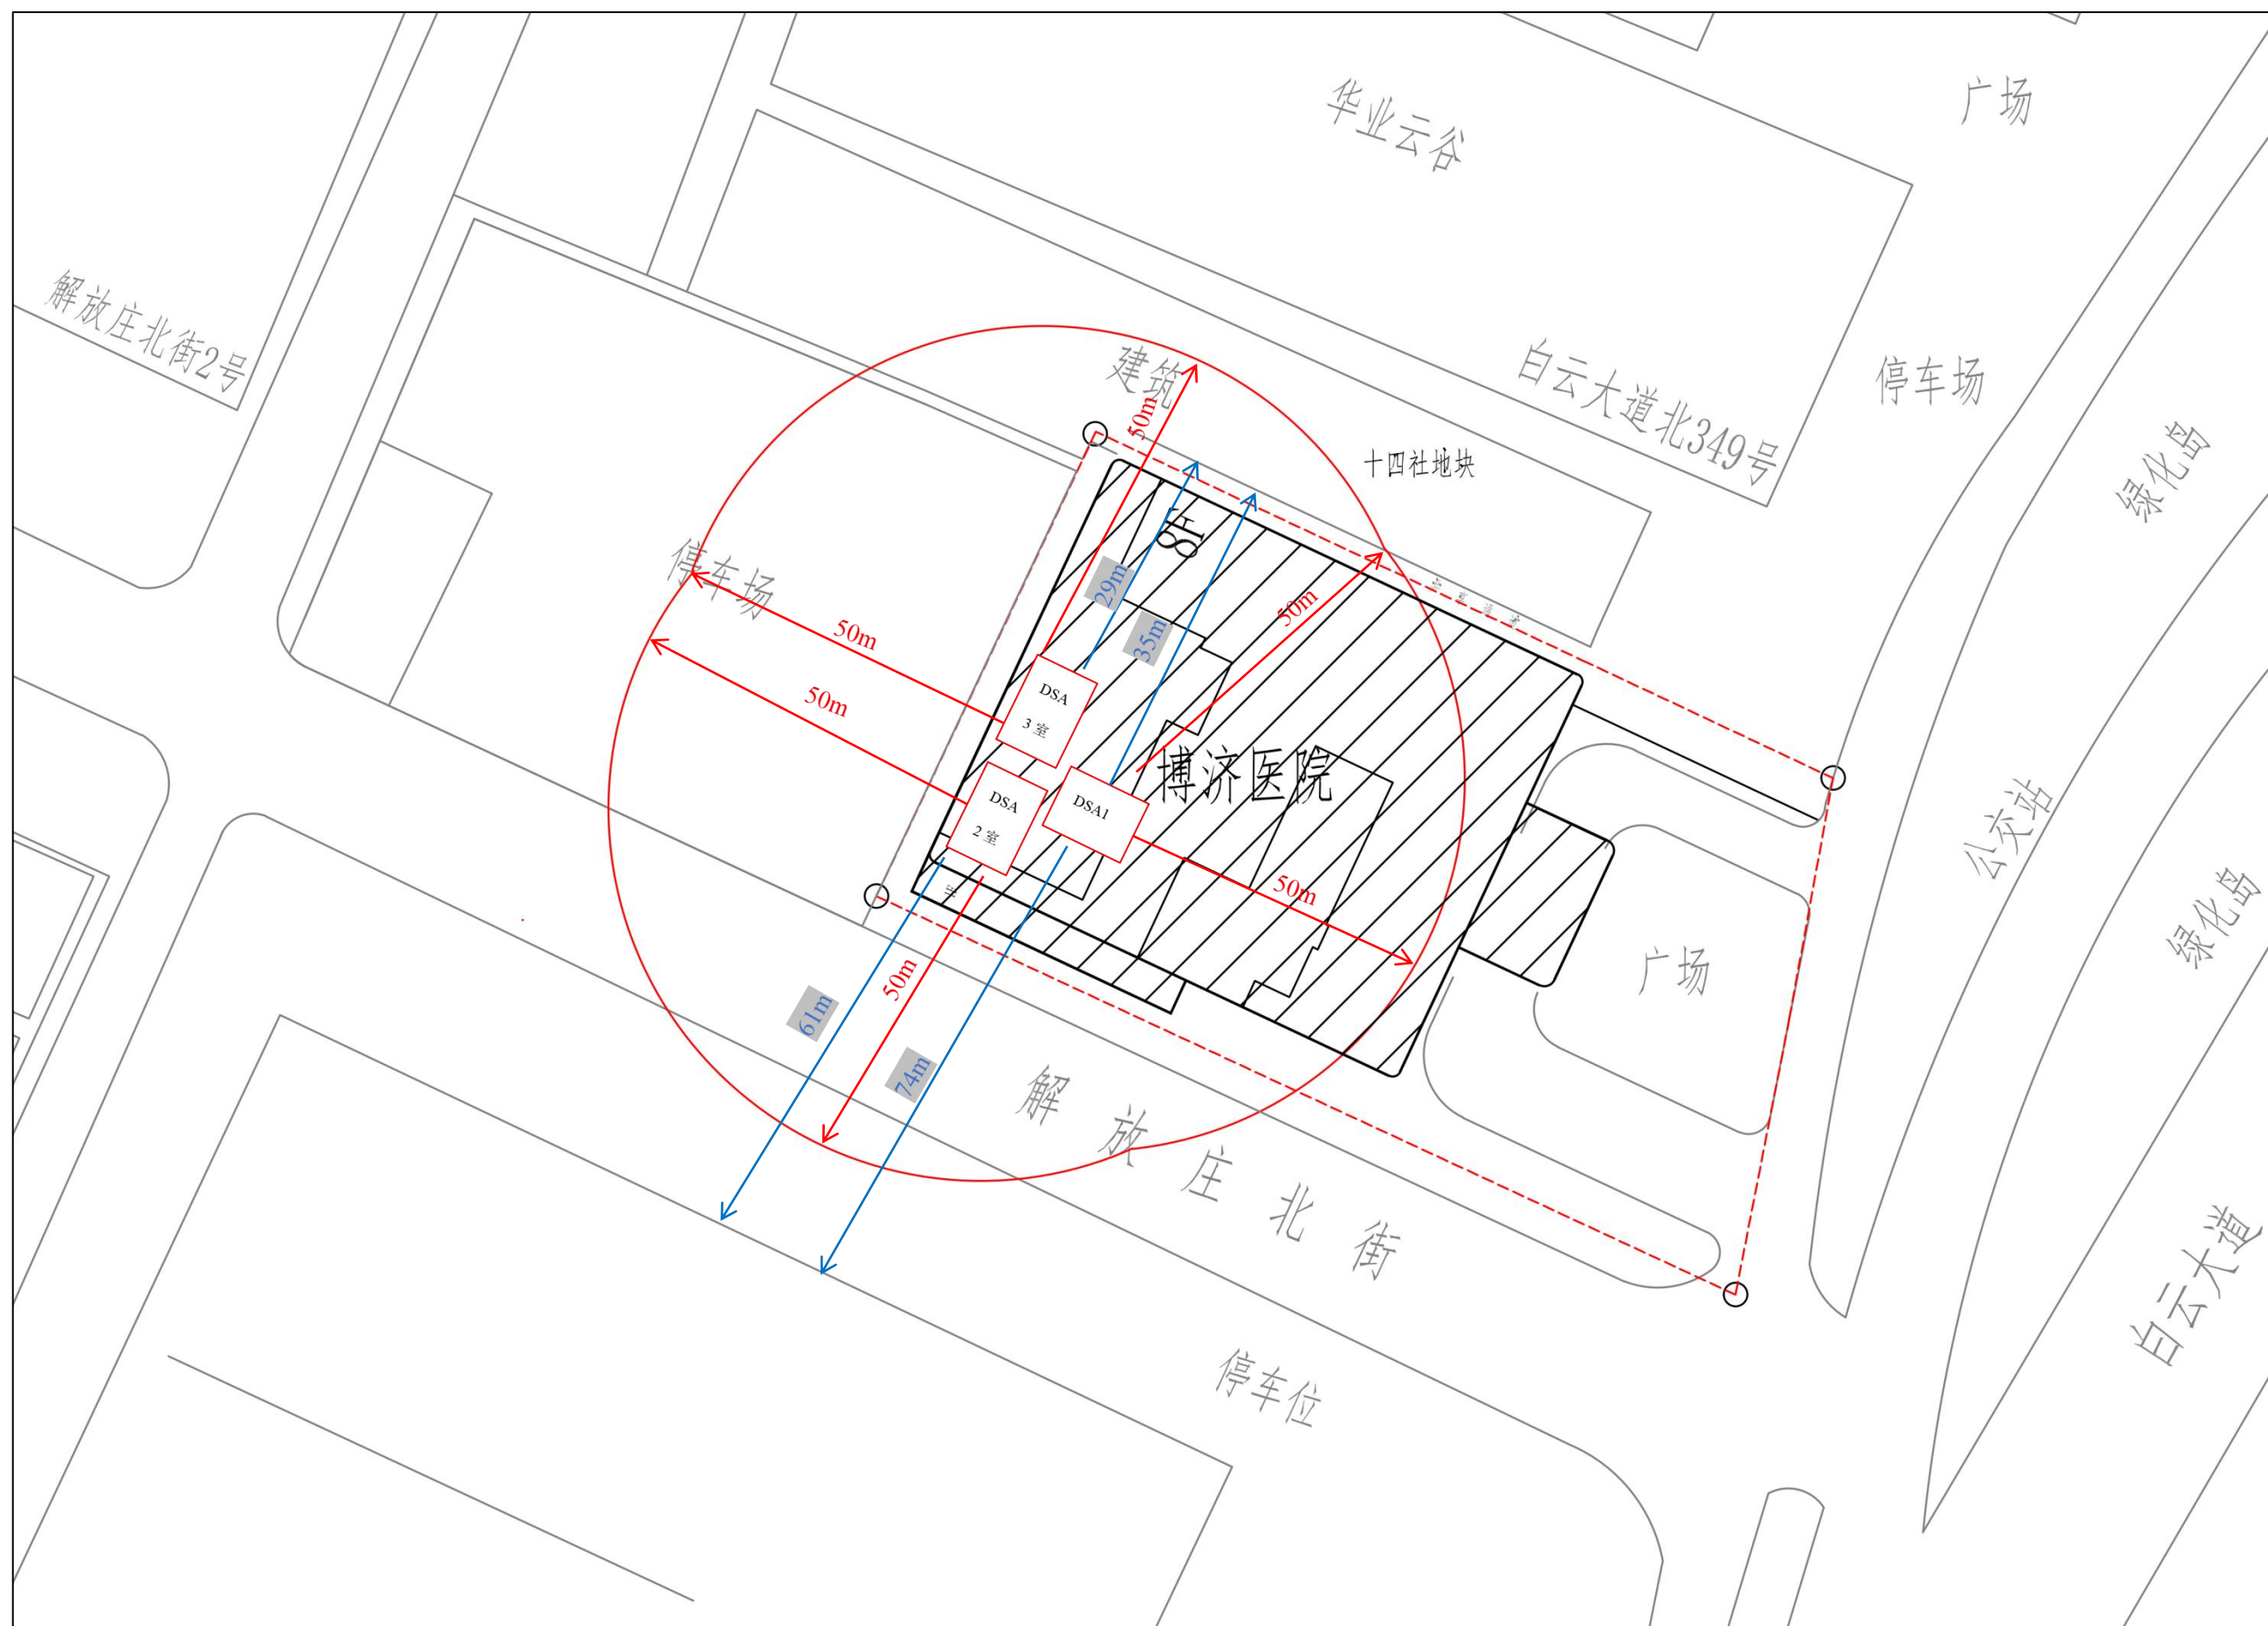 广场
华业云谷
解放庄北街2号
白云大道北349号
停车场
建筑
50m
十四社地块
绿化岛
8F
停车场
29m
35m
50m
50m
50m
DSA
3 室
DSA
2 室
DSA1
博济医院
公交站
50m
绿化岛
1F
广场
50m
61m
74m
解放庄北街
白云大道
停车位